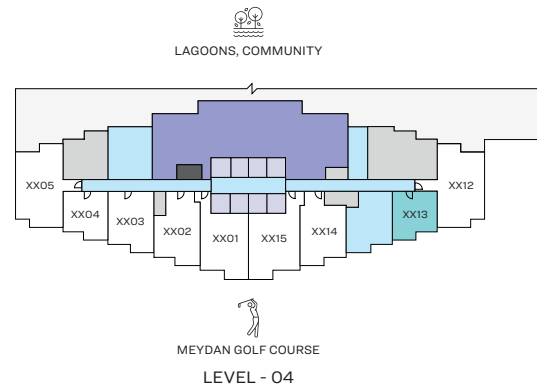 LAGOONS, COMMUNITY
XX05
XX12
XX04
XX03
XX13
XX02
XX01
XX15
XX14
MEYDAN GOLF COURSE
LEVEL - 04